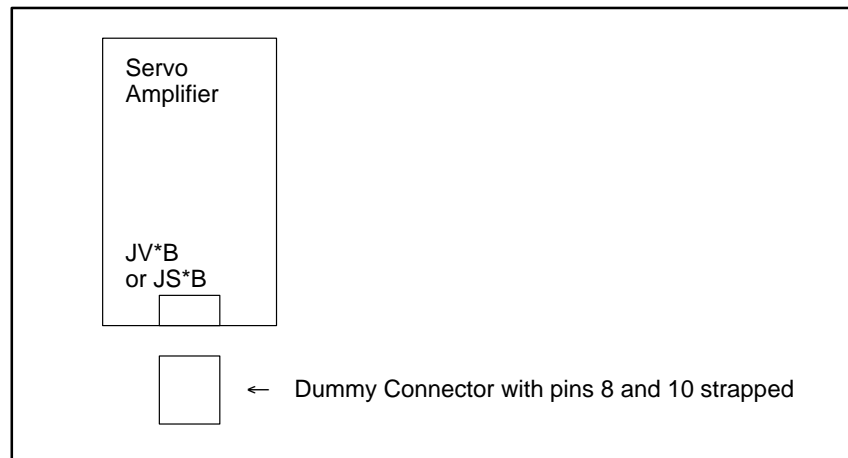 Servo
Amplifier
JV*B
or JS*B
← Dummy Connector with pins 8 and 10 strapped